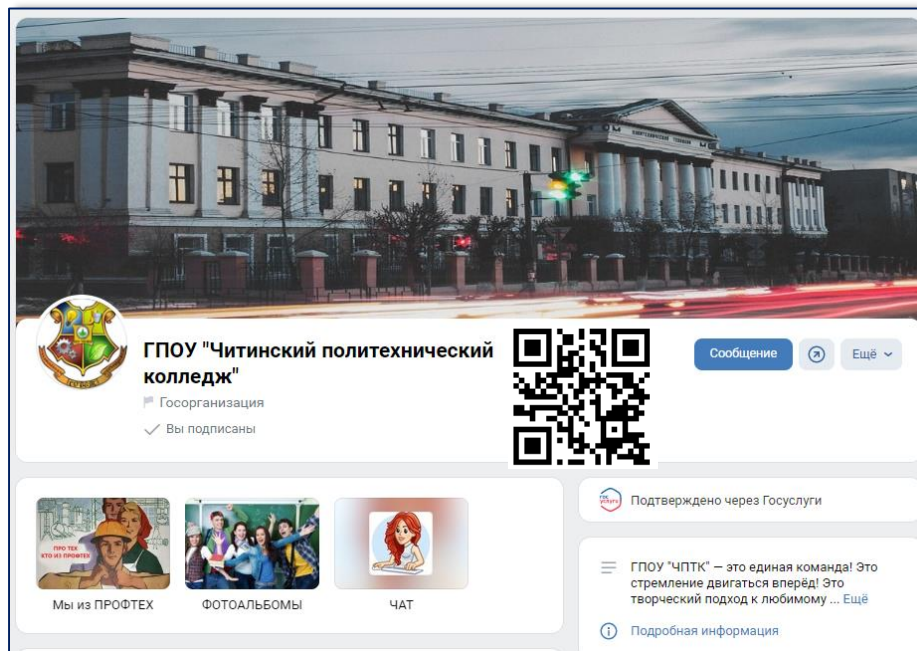 ГПОУ "Читинский политехнический
колледж"
Госорганизация
Вы подписаны
Сообщение
Ещё
ПРО ТЕХ
КТО ИЗ ПРОФТЕХ
Мы из ПРОФТЕХ
ФОТОАЛЬБОМЫ
ЧАТ
гос
услуги
Подтверждено через Госуслуги
ГПОУ "ЧПТК" — это единая команда! Это
стремление двигаться вперёд! Это
творческий подход к любимому ... Ещё
Подробная информация